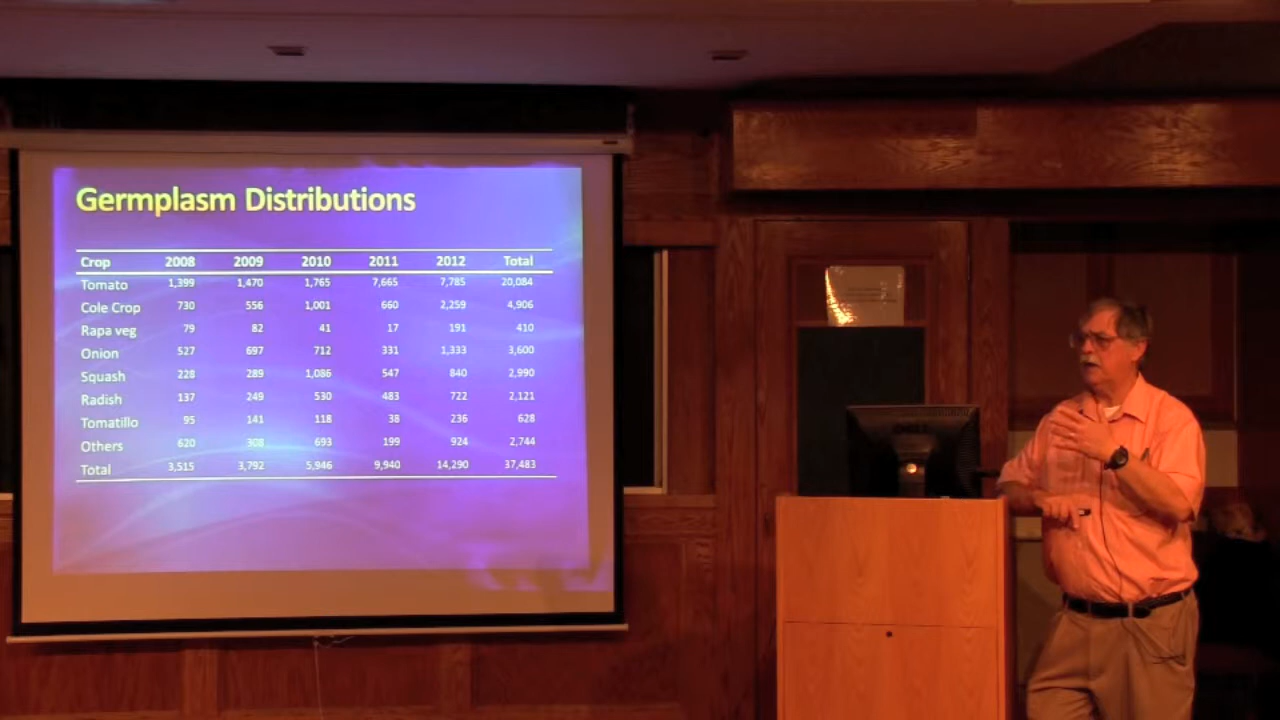 Germplasm Distributions
Crop 2008 2009 2010 2011 2012 Total
Tomato 1,399 1,470 1,765 7,665 7,785 20,084
Cole Crop 730 556 1,001 660 2,259 4,906
Rapa veg 79 82 41 17 191 410
Onion 527 697 712 331 1,333 3,600
Squash 228 289 1,086 547 840 2,990
Radish 137 249 530 483 722 2,121
Tomatillo 95 141 118 38 236 628
Others 620 308 693 199 924 2,744
Total 3,515 3,792 5,946 9,940 14,290 37,483
DELL